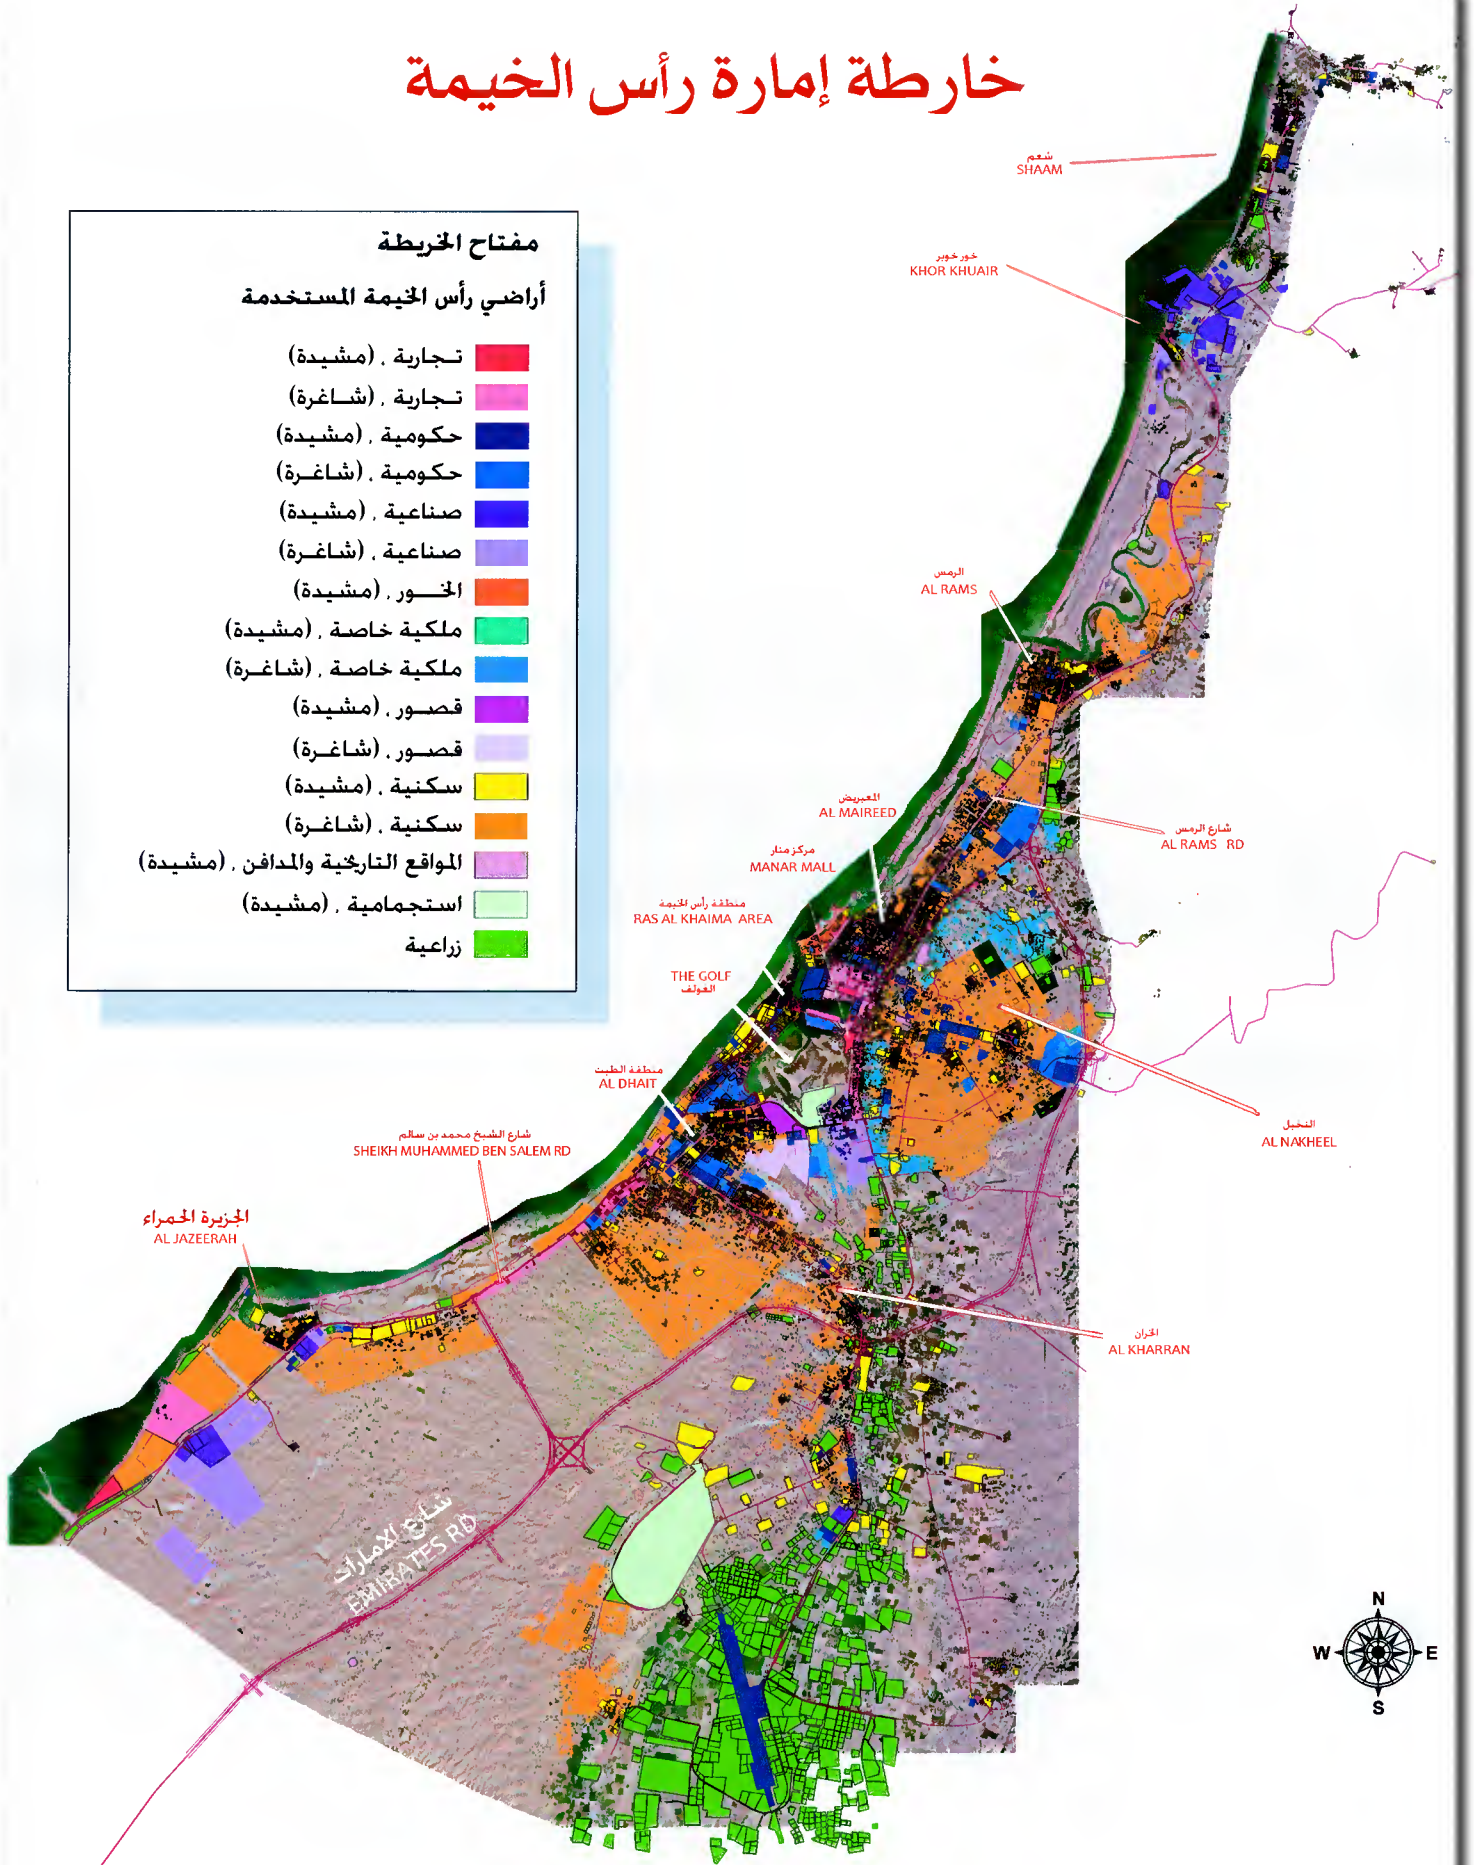 خارطة إمارة رأس الخيمة
مفتاح الخريطة
أراضي رأس الخيمة المستخدمة
تجارية ، (مشيدة)
تجارية ، (شاغرة)
حكومية ، (مشيدة)
حكومية ، (شاغرة)
صناعية ، (مشيدة)
صناعية ، (شاغرة)
الخور ، (مشيدة)
ملكية خاصة ، (مشيدة)
ملكية خاصة ، (شاغرة)
قصور ، (مشيدة)
قصور ، (شاغرة)
سكنية ، (مشيدة)
سكنية ، (شاغرة)
المواقع التاريخية والمدافن ، (مشيدة)
استجمامية ، (مشيدة)
زراعية
شعم
SHAAM
خور خوير
KHOR KHUAIR
الرمس
AL RAMS
المعيريض
AL MAIREED
شارع الرمس
AL RAMS RD
مركز منار
MANAR MALL
منطقة رأس الخيمة
RAS AL KHAIMA AREA
THE GOLF
الغولف
منطقة الظيت
AL DHAIT
شارع الشيخ محمد بن سالم
SHEIKH MUHAMMED BEN SALEM RD
النخيل
AL NAKHEEL
الجزيرة الحمراء
AL JAZEERAH
الخران
AL KHARRAN
شارع الامارات
EMIRATES RD
N
W
E
S